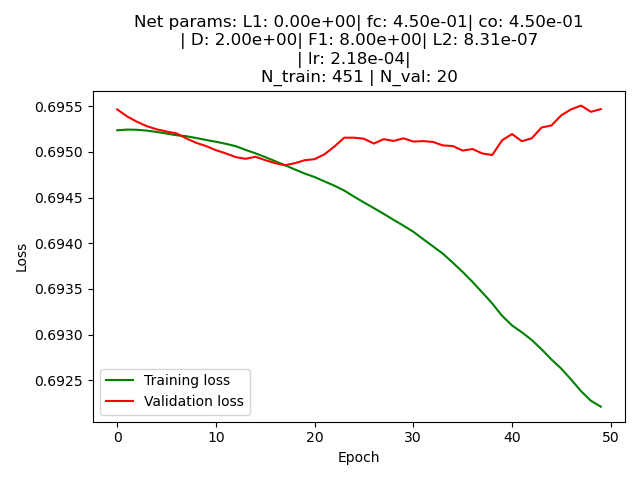 Net params: L1: 0.00e+00| fc: 4.50e-01| co: 4.50e-01
| D: 2.00e+00| F1: 8.00e+00| L2: 8.31e-07
| lr: 2.18e-04|
N_train: 451 | N_val: 20
0.6955
0.6950
0.6945
0.6940
0.6935
0.6930
0.6925
Loss
Training loss
Validation loss
0 10 20 30 40 50
Epoch